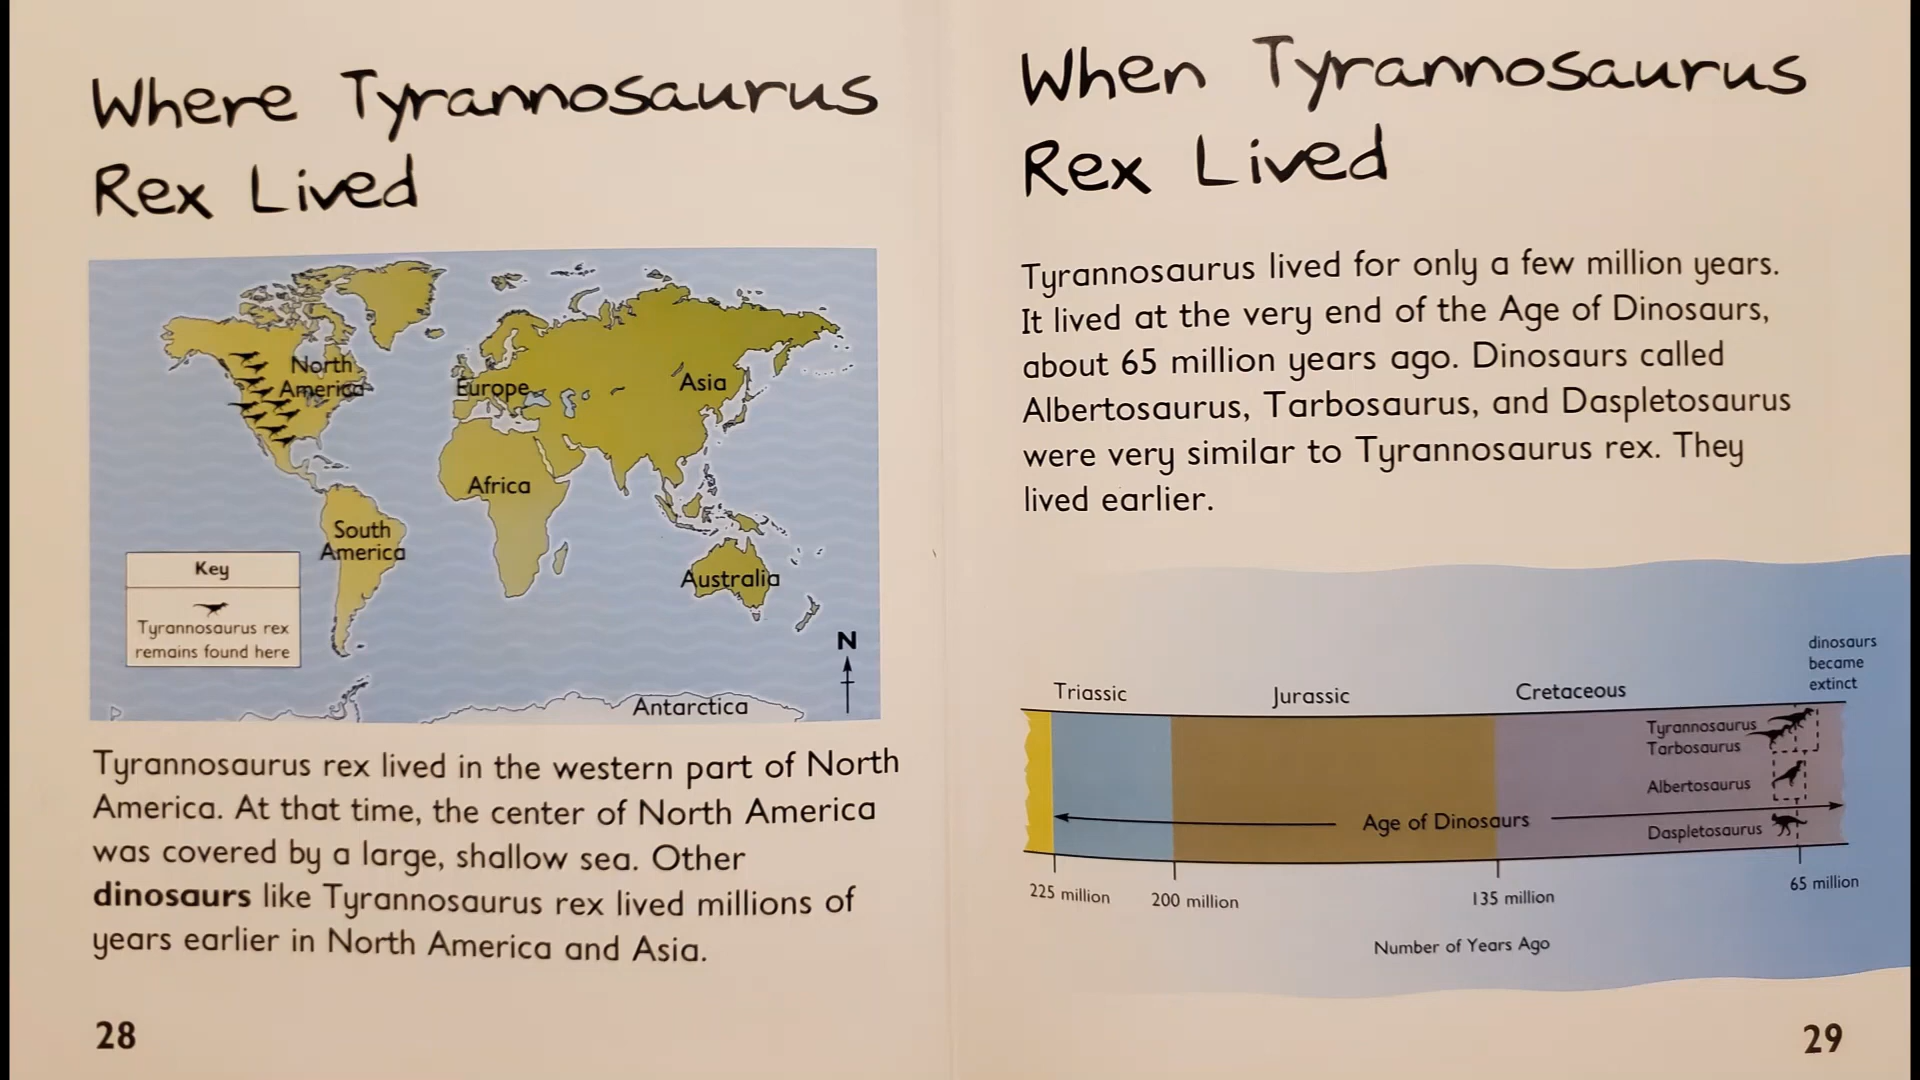 Where Tyrannosaurus
Rex Lived
North
America
Europe
Asia
Africa
South
America
Australia
Key
Tyrannosaurus rex
remains found here
N
Antarctica
Tyrannosaurus rex lived in the western part of North
America. At that time, the center of North America
was covered by a large, shallow sea. Other
dinosaurs like Tyrannosaurus rex lived millions of
years earlier in North America and Asia.
28
When Tyrannosaurus
Rex Lived
Tyrannosaurus lived for only a few million years.
It lived at the very end of the Age of Dinosaurs,
about 65 million years ago. Dinosaurs called
Albertosaurus, Tarbosaurus, and Daspletosaurus
were very similar to Tyrannosaurus rex. They
lived earlier.
dinosaurs
became
extinct
Triassic
Jurassic
Cretaceous
Tyrannosaurus
Tarbosaurus
Albertosaurus
Age of Dinosaurs
Daspletosaurus
225 million
200 million
135 million
65 million
Number of Years Ago
29